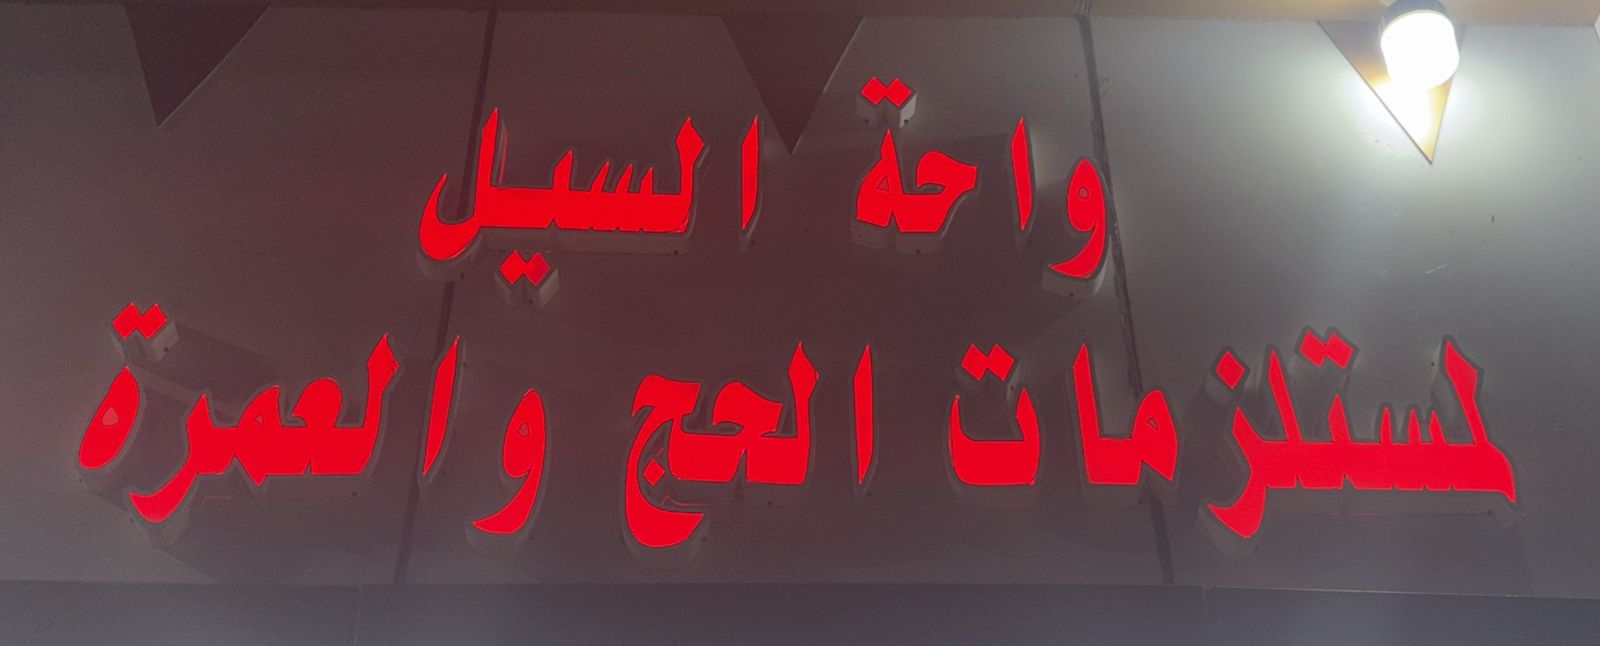 واحة السيل
لمستلزمات الحج والعمرة